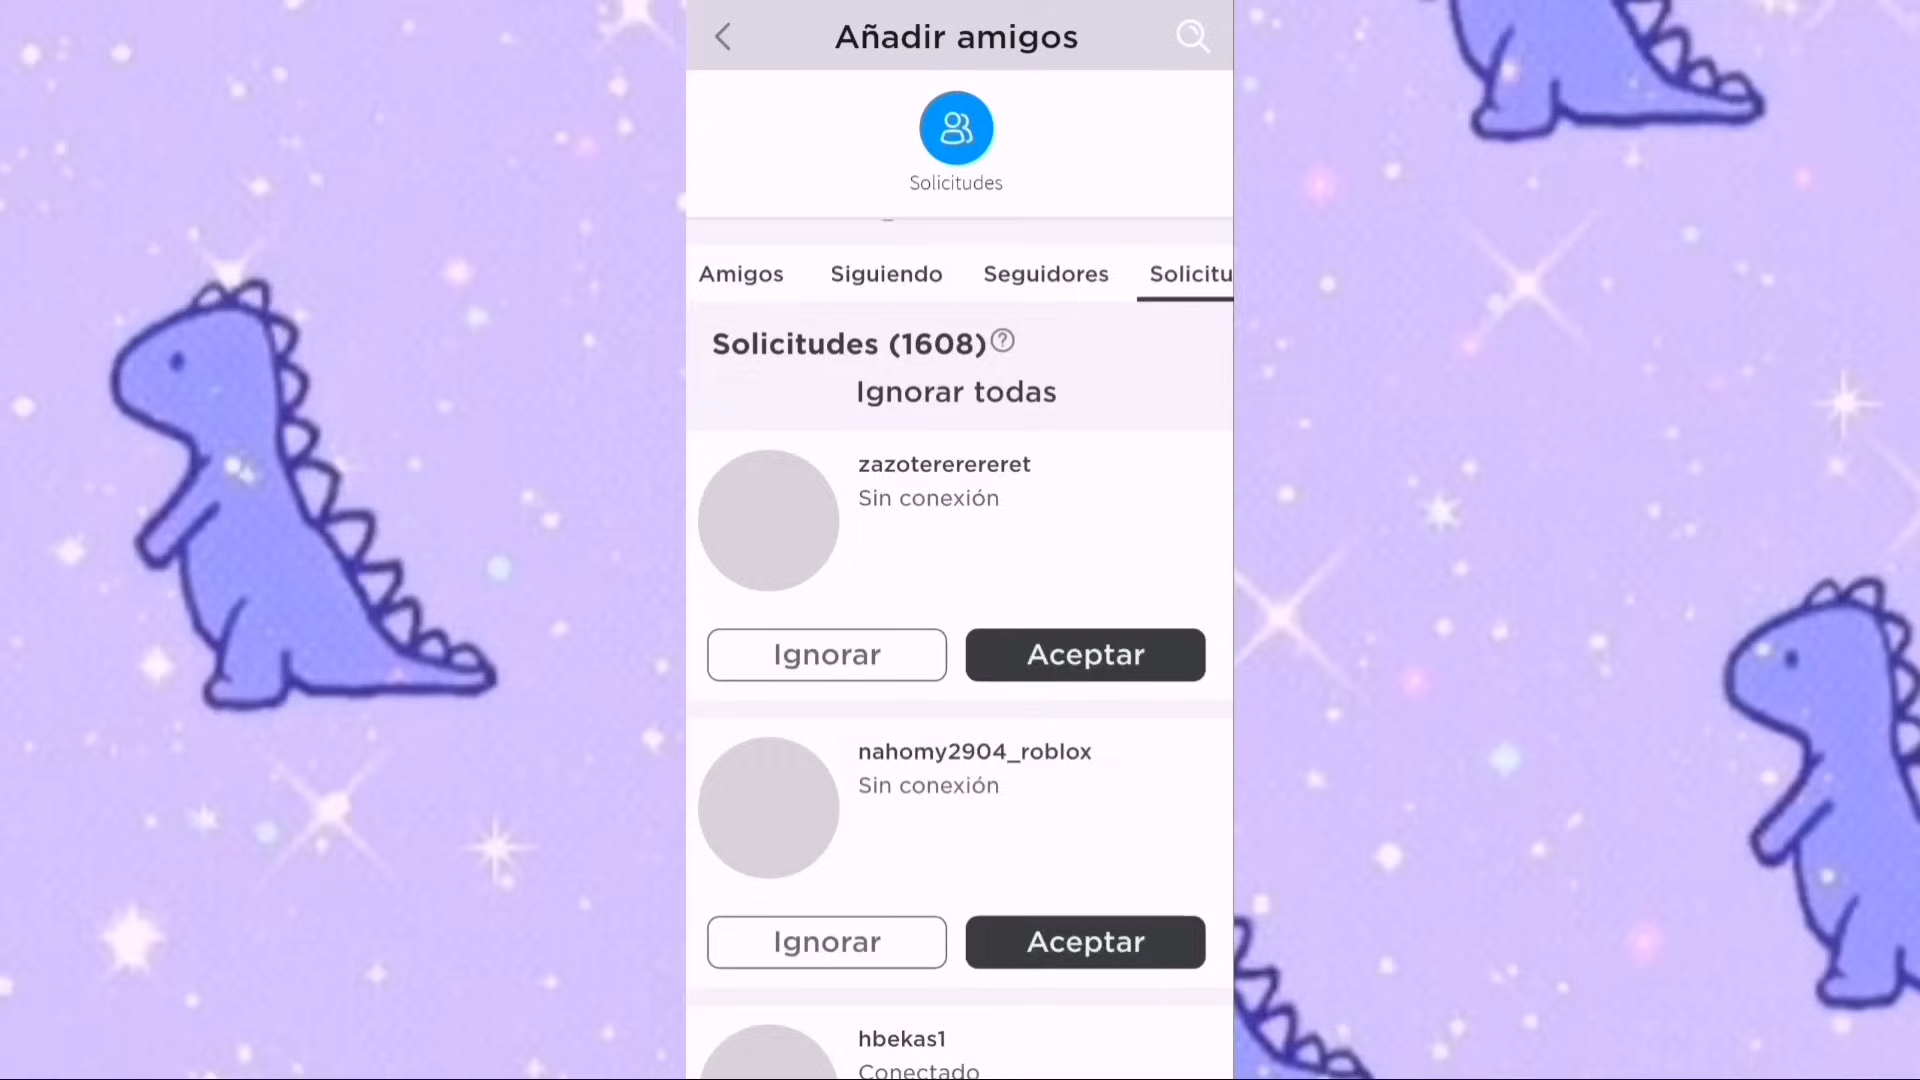 Añadir amigos
Solicitudes
Amigos Siguiendo Seguidores Solicitu
Solicitudes (1608)
Ignorar todas
zazoterererere​t
Sin conexión
Ignorar Aceptar
nahomy2904_roblox
Sin conexión
Ignorar Aceptar
hbekas1
Conectado